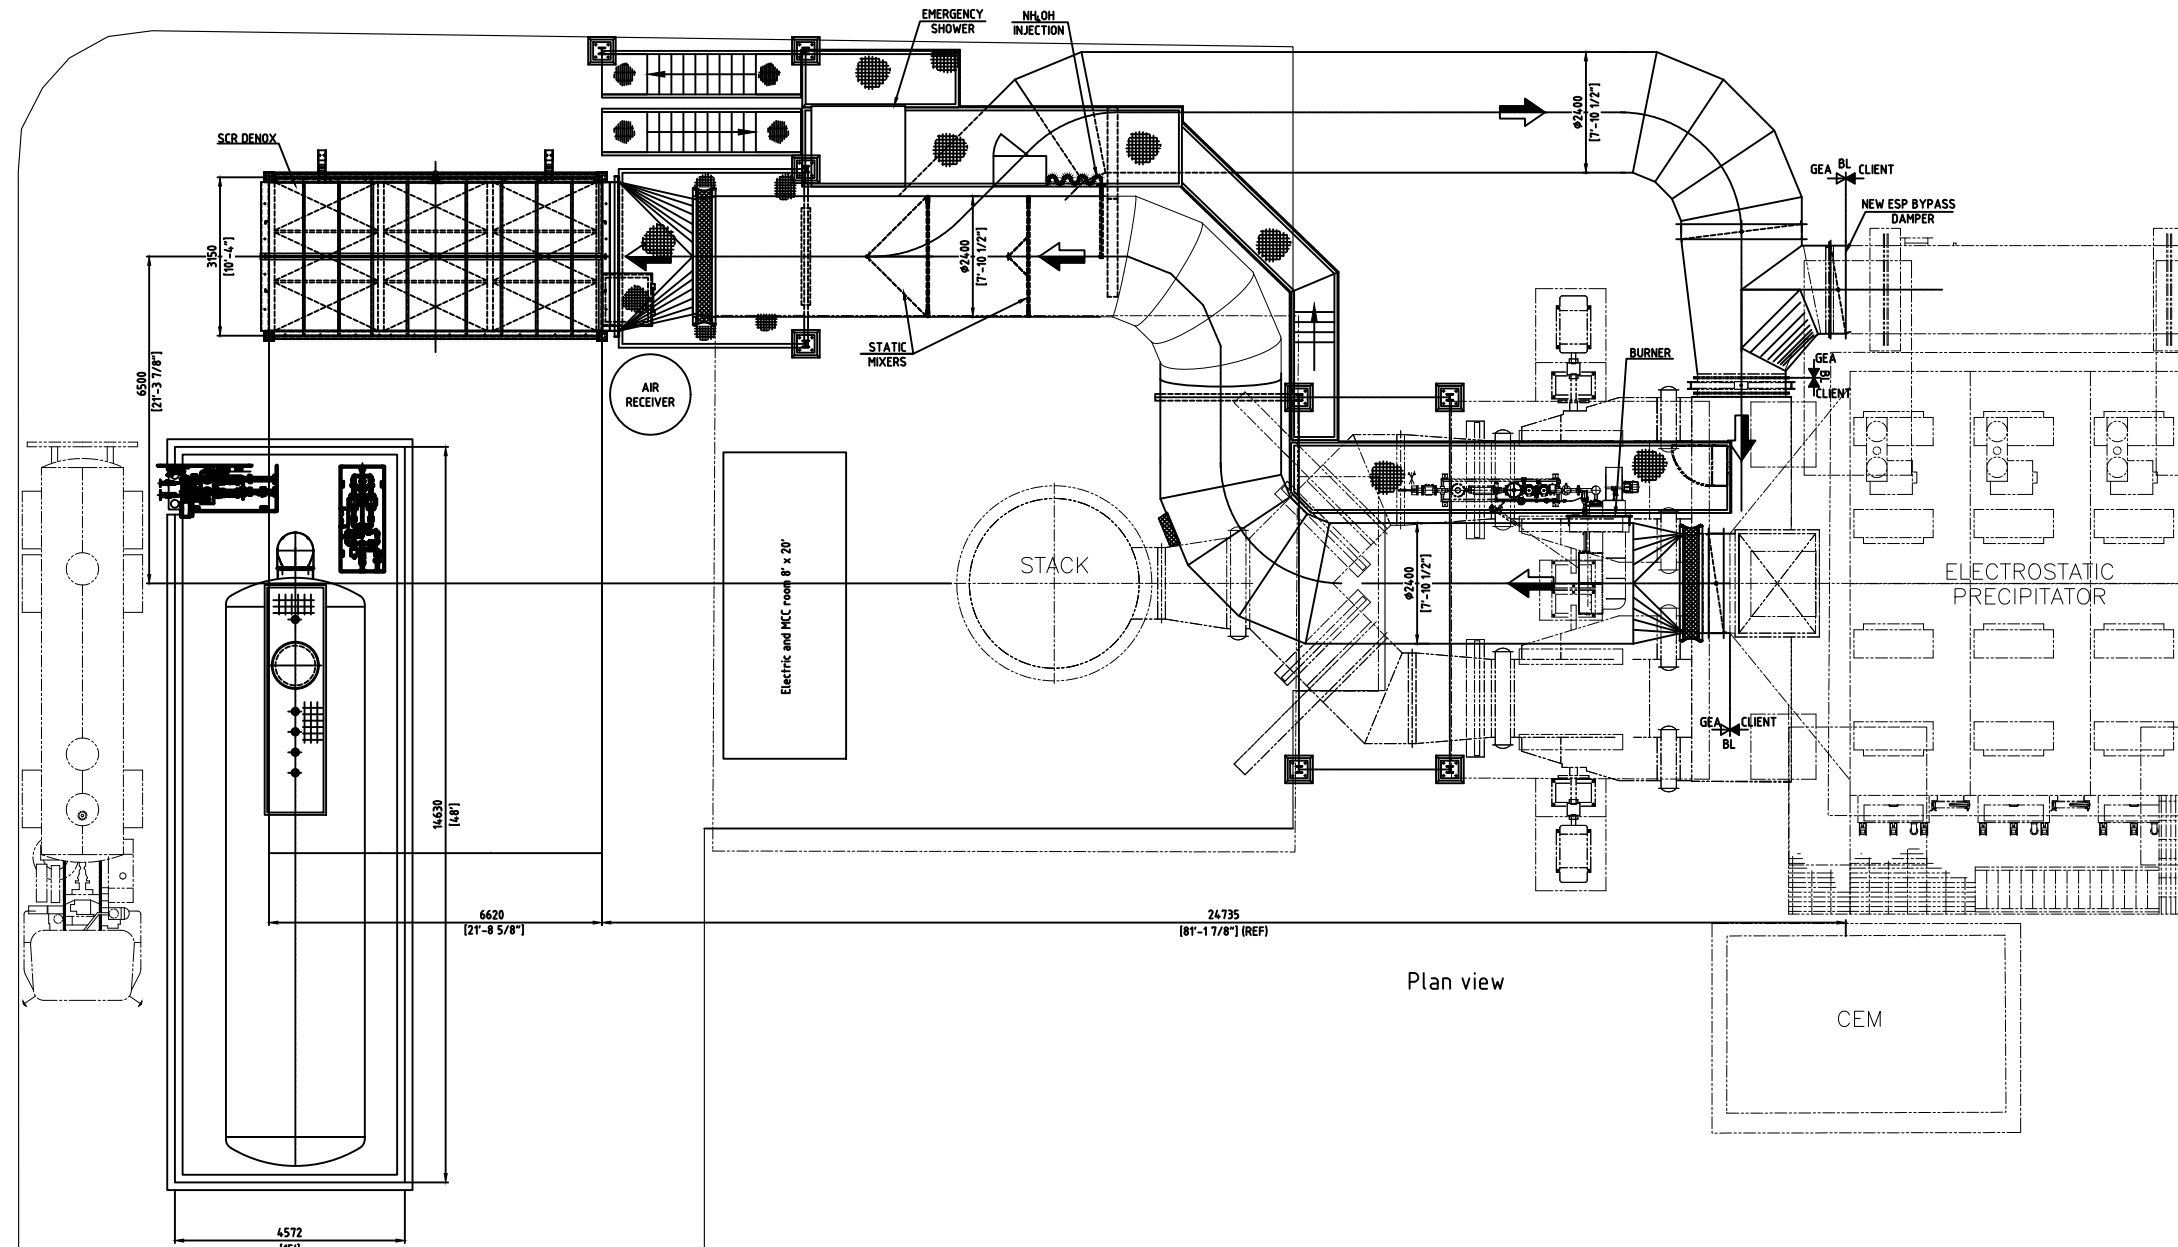 EMERGENCY
SHOWER
NH4OH
INJECTION
SCR DENOX
Ø2400
[7'-10 1/2"]
BL
GEA CLIENT
NEW ESP BYPASS
DAMPER
3150
[10'-4"]
Ø2400
[7'-10 1/2"]
STATIC
MIXERS
BURNER
GEA
BL
CLIENT
6500
[21'-3 7/8"]
AIR
RECEIVER
STACK
Electric and MCC room 8' x 20'
Ø2400
[7'-10 1/2"]
ELECTROSTATIC
PRECIPITATOR
GEA CLIENT
BL
14630
[48']
6620
[21'-8 5/8"]
24735
[81'-1 7/8"] (REF)
Plan view
CEM
4572
[15']